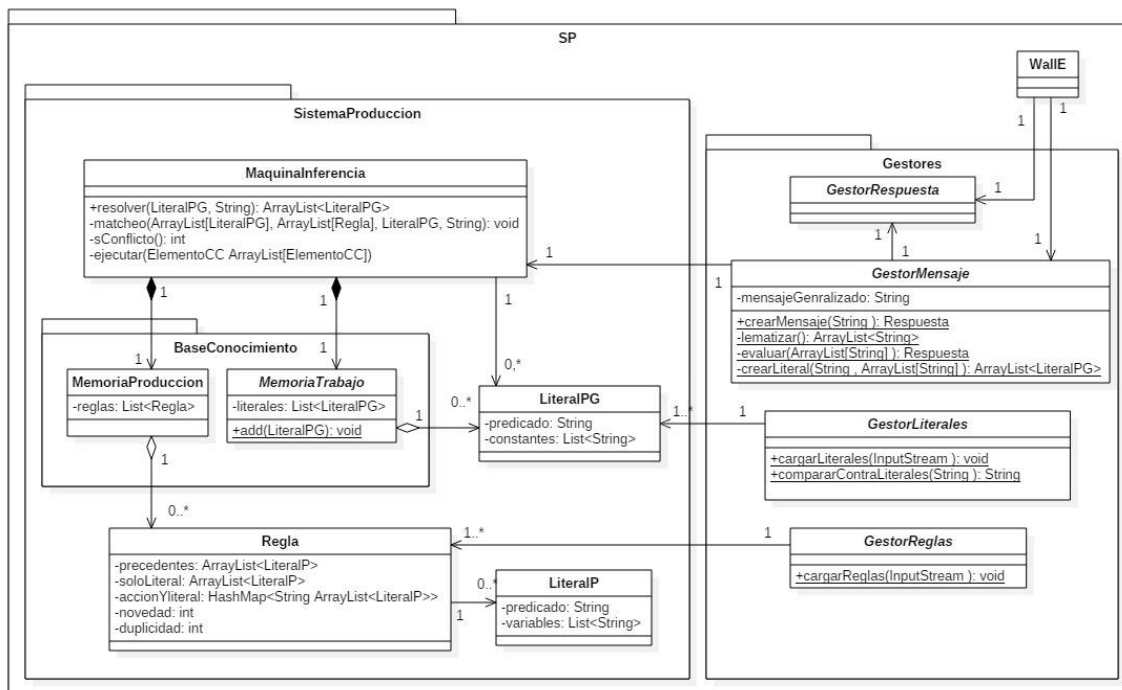 SP
WallE
1
1
SistemaProduccion
Gestores
MaquinaInferencia
+resolver(LiteralPG, String): ArrayList<LiteralPG>
-matcheo(ArrayList[LiteralPG], ArrayList[Regla], LiteralPG, String): void
-sConflicto(): int
-ejecutar(ElementoCC ArrayList[ElementoCC])
GestorRespuesta
1
1
1
1
1
1
GestorMensaje
-mensajeGenralizado: String
+crearMensaje(String ): Respuesta
-lematizar(): ArrayList<String>
-evaluar(ArrayList[String] ): Respuesta
-crearLiteral(String , ArrayList[String] ): ArrayList<LiteralPG>
1
1
1
BaseConocimiento
1
1
0,*
MemoriaProduccion
-reglas: List<Regla>
MemoriaTrabajo
-literales: List<LiteralPG>
+add(LiteralPG): void
1
0..*
LiteralPG
-predicado: String
-constantes: List<String>
1..*
1
GestorLiterales
+cargarLiterales(InputStream ): void
+compararContraLiterales(String ): String
1
0..*
Regla
-precedentes: ArrayList<LiteralP>
-soloLiteral: ArrayList<LiteralP>
-accionYliteral: HashMap<String ArrayList<LiteralP>>
-novedad: int
-duplicidad: int
1..*
1
GestorReglas
+cargarReglas(InputStream ): void
0..*
1
LiteralP
-predicado: String
-variables: List<String>